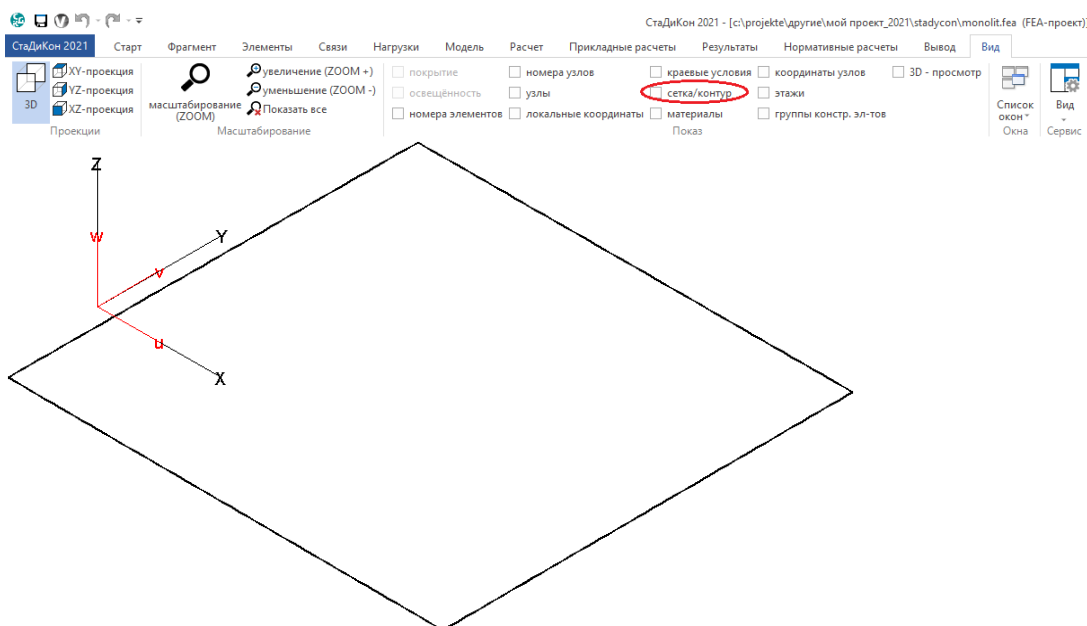 СтаДиКон 2021 - [c:\projekte\другие\мой проект_2021\stadycon\monolit.fea (FEA-проект)]
СтаДиКон 2021 Старт Фрагмент Элементы Связи Нагрузки Модель Расчет Прикладные расчеты Результаты Нормативные расчеты Вывод Вид
3D
XY-проекция
YZ-проекция
XZ-проекция
Проекции
масштабирование
(ZOOM)
увеличение (ZOOM +)
уменьшение (ZOOM -)
Показать все
Масштабирование
покрытие
освещённость
номера элементов
номера узлов
узлы
локальные координаты
краевые условия
сетка/контур
материалы
координаты узлов
этажи
группы констр. эл-тов
3D - просмотр
Показ
Список
окон
Окна
Вид
Сервис
Z
w
Y
v
u
X